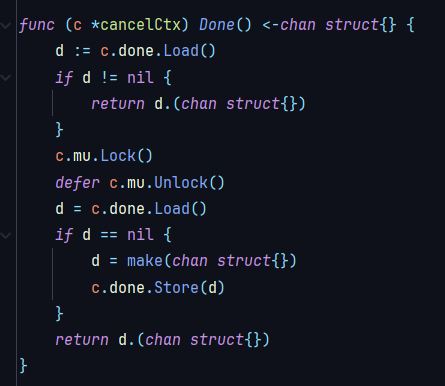 func (c *cancelCtx) Done() <-chan struct{} {
    d := c.done.Load()
    if d != nil {
        return d.(chan struct{})
    }
    c.mu.Lock()
    defer c.mu.Unlock()
    d = c.done.Load()
    if d == nil {
        d = make(chan struct{})
        c.done.Store(d)
    }
    return d.(chan struct{})
}